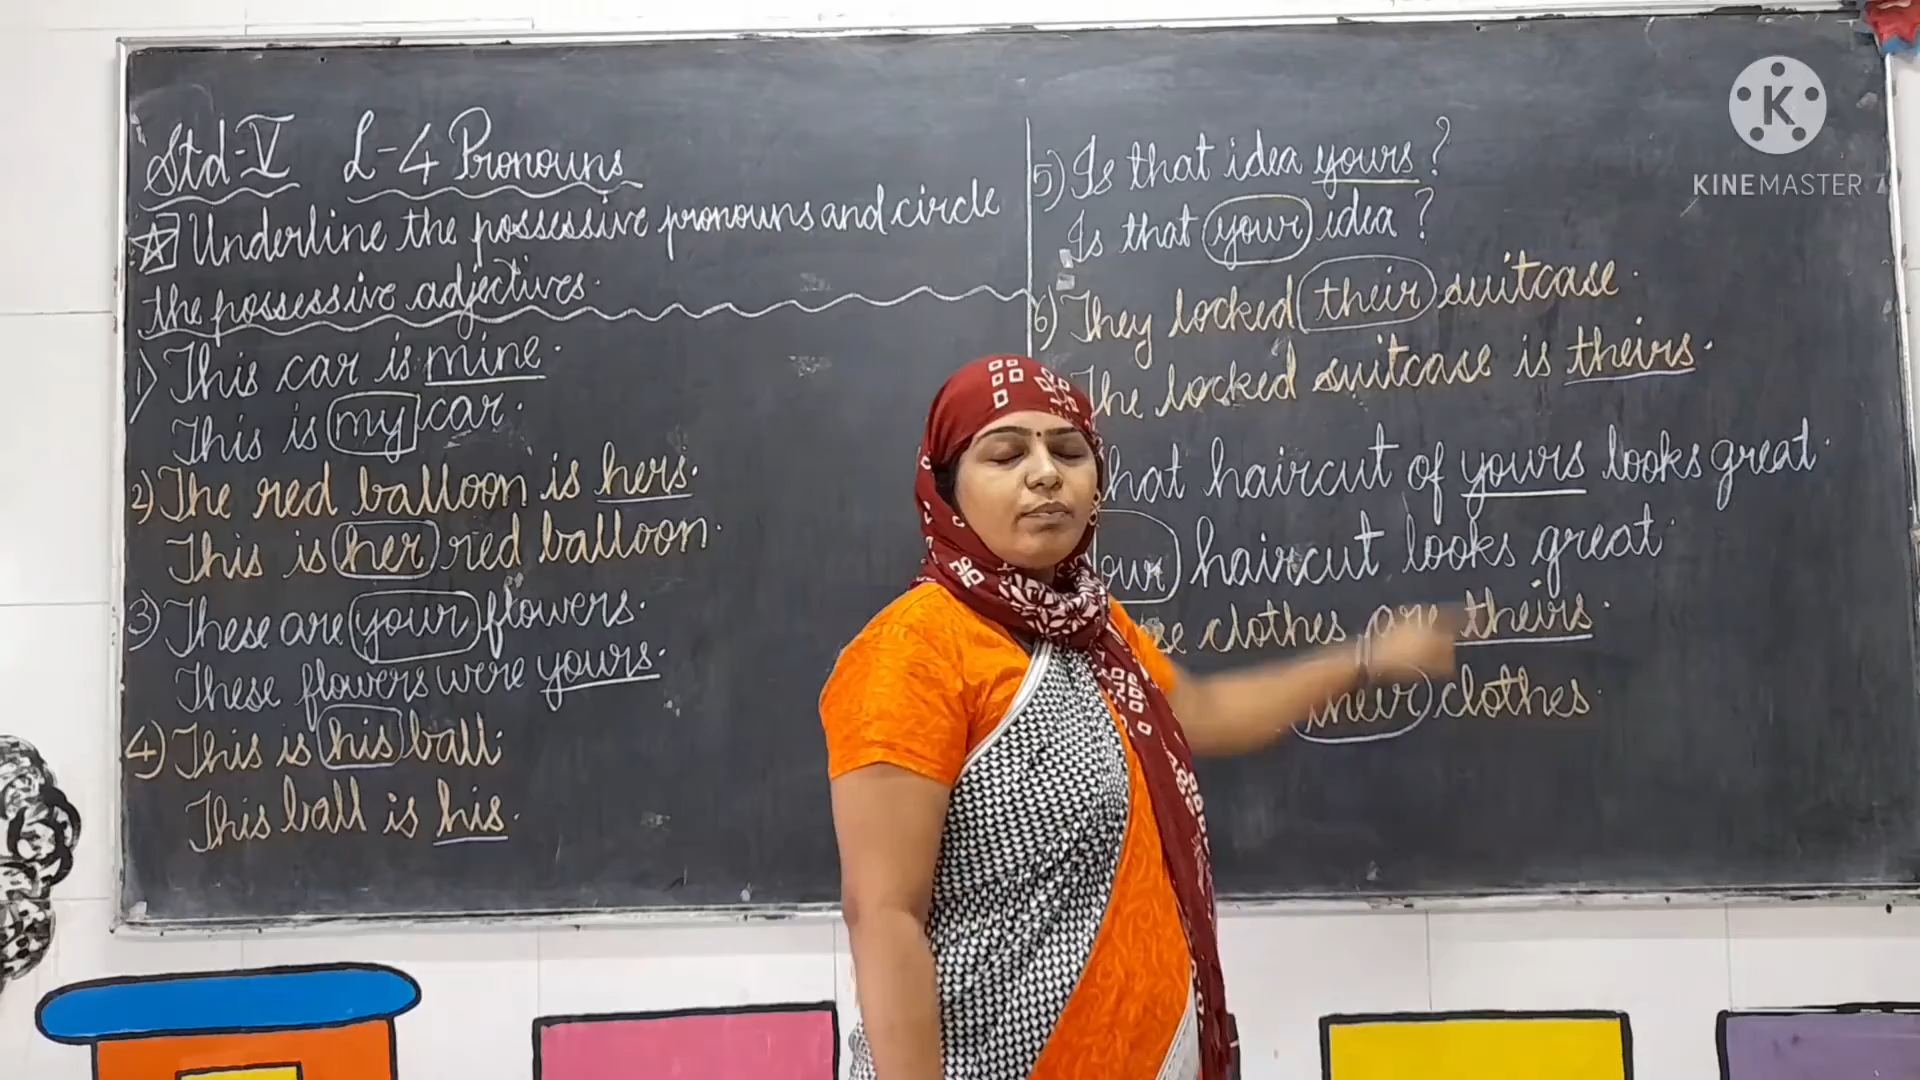 Std-V L-4 Pronouns
Underline the possessive pronouns and circle
the possessive adjectives.
1) This car is mine.
This is my car.
2) The red balloon is hers.
This is her red balloon.
3) These are your flowers.
These flowers were yours.
4) This is his ball.
This ball is his.
5) Is that idea yours?
Is that your idea?
6) They locked their suitcase.
The locked suitcase is theirs.
haircut of yours looks great.
haircut looks great.
clothes are theirs.
their clothes.
K
KINEMASTER